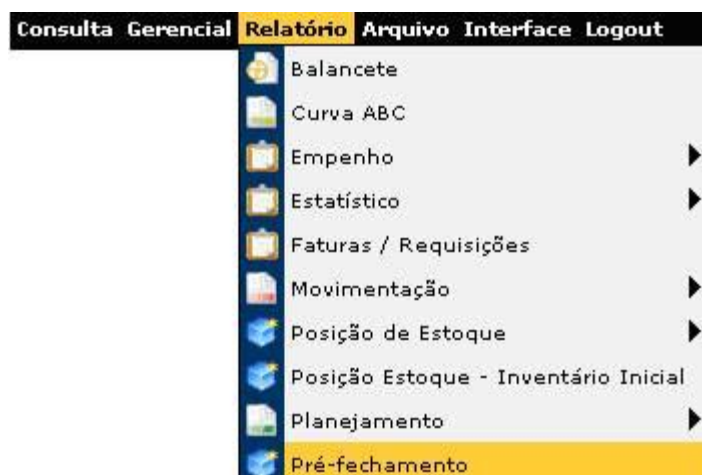 Consulta Gerencial Relatório Arquivo Interface Logout
Balancete
Curva ABC
Empenho
Estatístico
Faturas / Requisições
Movimentação
Posição de Estoque
Posição Estoque - Inventário Inicial
Planejamento
Pré-fechamento